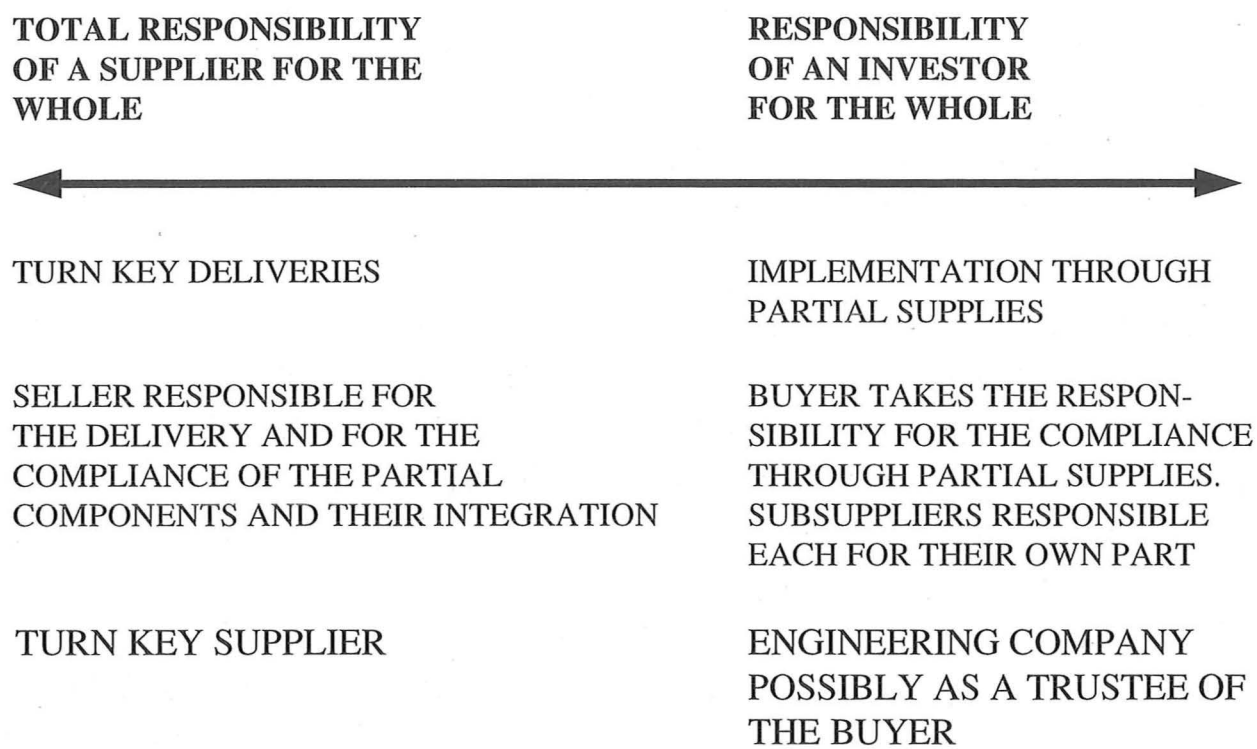 TOTAL RESPONSIBILITY
OF A SUPPLIER FOR THE
WHOLE
RESPONSIBILITY
OF AN INVESTOR
FOR THE WHOLE
TURN KEY DELIVERIES
IMPLEMENTATION THROUGH
PARTIAL SUPPLIES
SELLER RESPONSIBLE FOR
THE DELIVERY AND FOR THE
COMPLIANCE OF THE PARTIAL
COMPONENTS AND THEIR INTEGRATION
BUYER TAKES THE RESPON-
SIBILITY FOR THE COMPLIANCE
THROUGH PARTIAL SUPPLIES.
SUBSUPPLIERS RESPONSIBLE
EACH FOR THEIR OWN PART
TURN KEY SUPPLIER
ENGINEERING COMPANY
POSSIBLY AS A TRUSTEE OF
THE BUYER